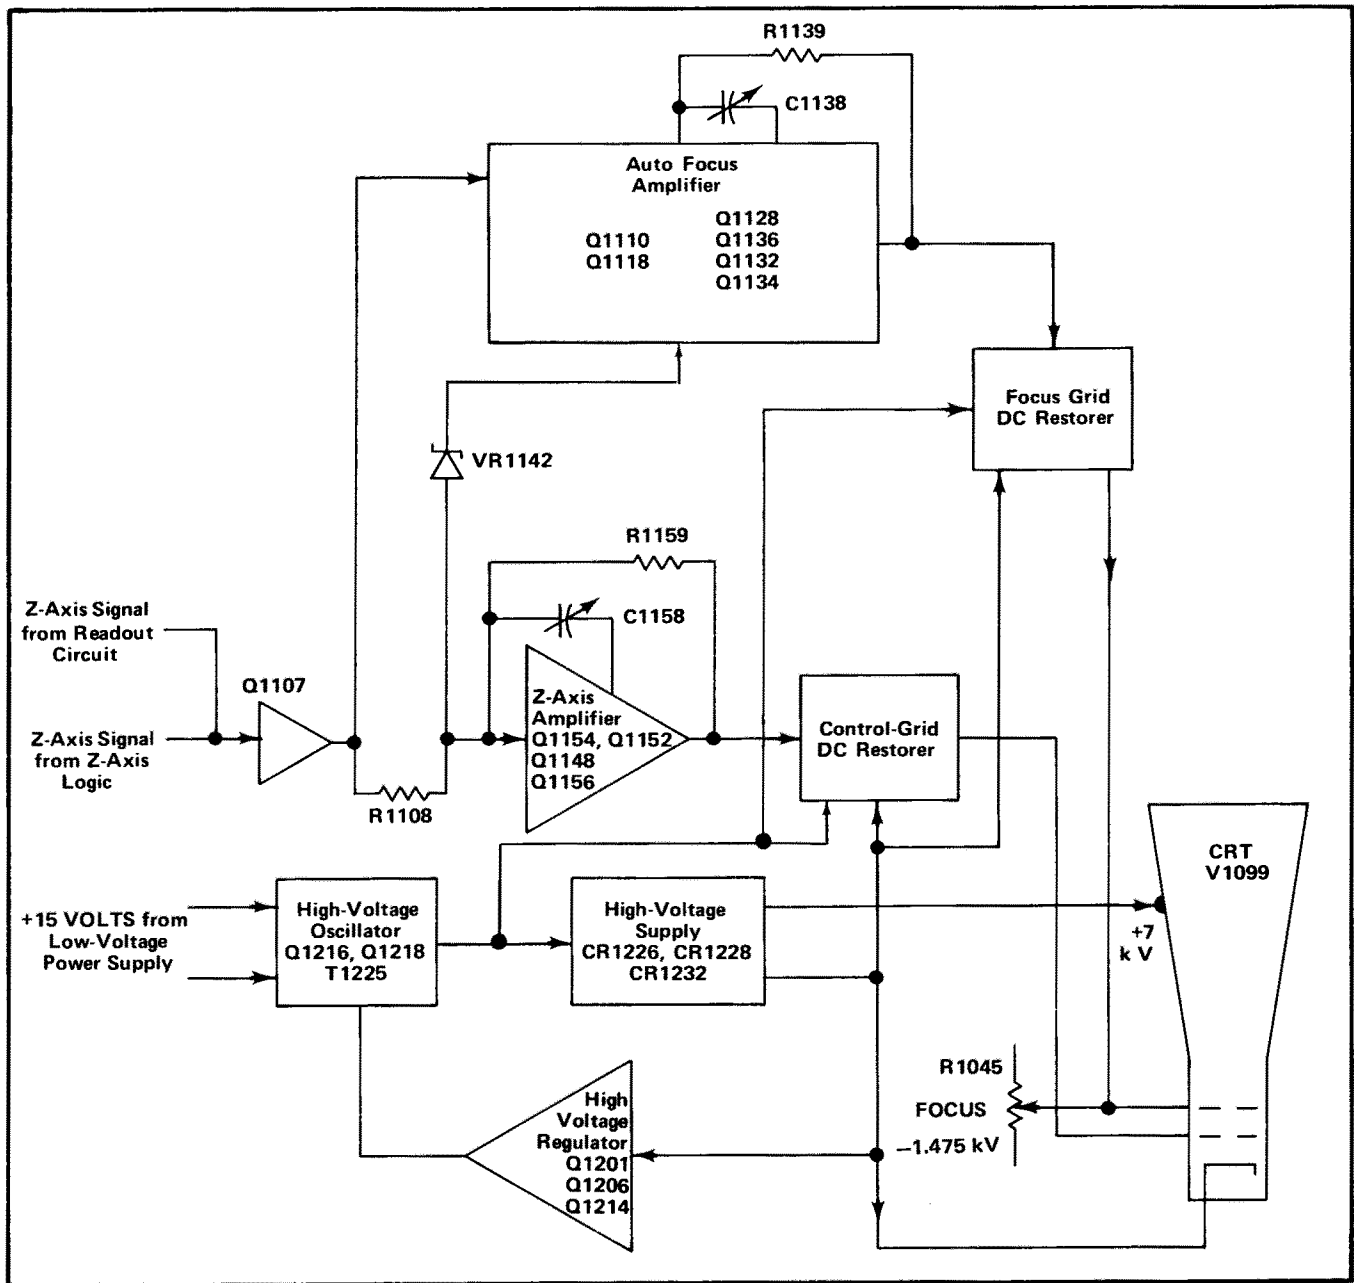 R1139
C1138
Auto Focus
Amplifier
Q1110
Q1118
Q1128
Q1136
Q1132
Q1134
Focus Grid
DC Restorer
VR1142
R1159
C1158
Z-Axis Signal
from Readout
Circuit
Q1107
Z-Axis Signal
from Z-Axis
Logic
R1108
Z-Axis
Amplifier
Q1154, Q1152
Q1148
Q1156
Control-Grid
DC Restorer
CRT
V1099
+15 VOLTS from
Low-Voltage
Power Supply
High-Voltage
Oscillator
Q1216, Q1218
T1225
High-Voltage
Supply
CR1226, CR1228
CR1232
+7
kV
R1045
FOCUS
−1.475 kV
High
Voltage
Regulator
Q1201
Q1206
Q1214